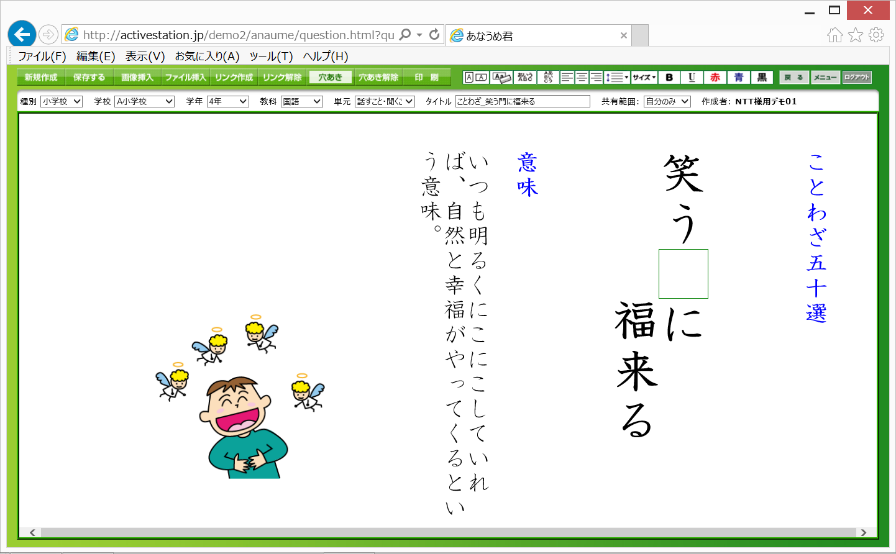 http://activestation.jp/demo2/anaume/question.html?qu
あなうめ君
ファイル(F) 編集(E) 表示(V) お気に入り(A) ツール(T) ヘルプ(H)
新規作成 保存する 画像挿入 ファイル挿入 リンク作成 リンク解除 穴あき 穴あき解除 印 刷
サイズ B U 赤 青 黒 戻 る メニュー ログアウト
種別 小学校 学校 A小学校 学年 4年 教科 国語 単元 話すこと・聞く タイトル ことわざ_笑う門に福来る 共有範囲: 自分のみ 作成者: NTT様用デモ01
ことわざ五十選
笑う に
福来る
意味
いつも明るくにこにこしていれ
ば、自然と幸福がやってくるとい
う意味。